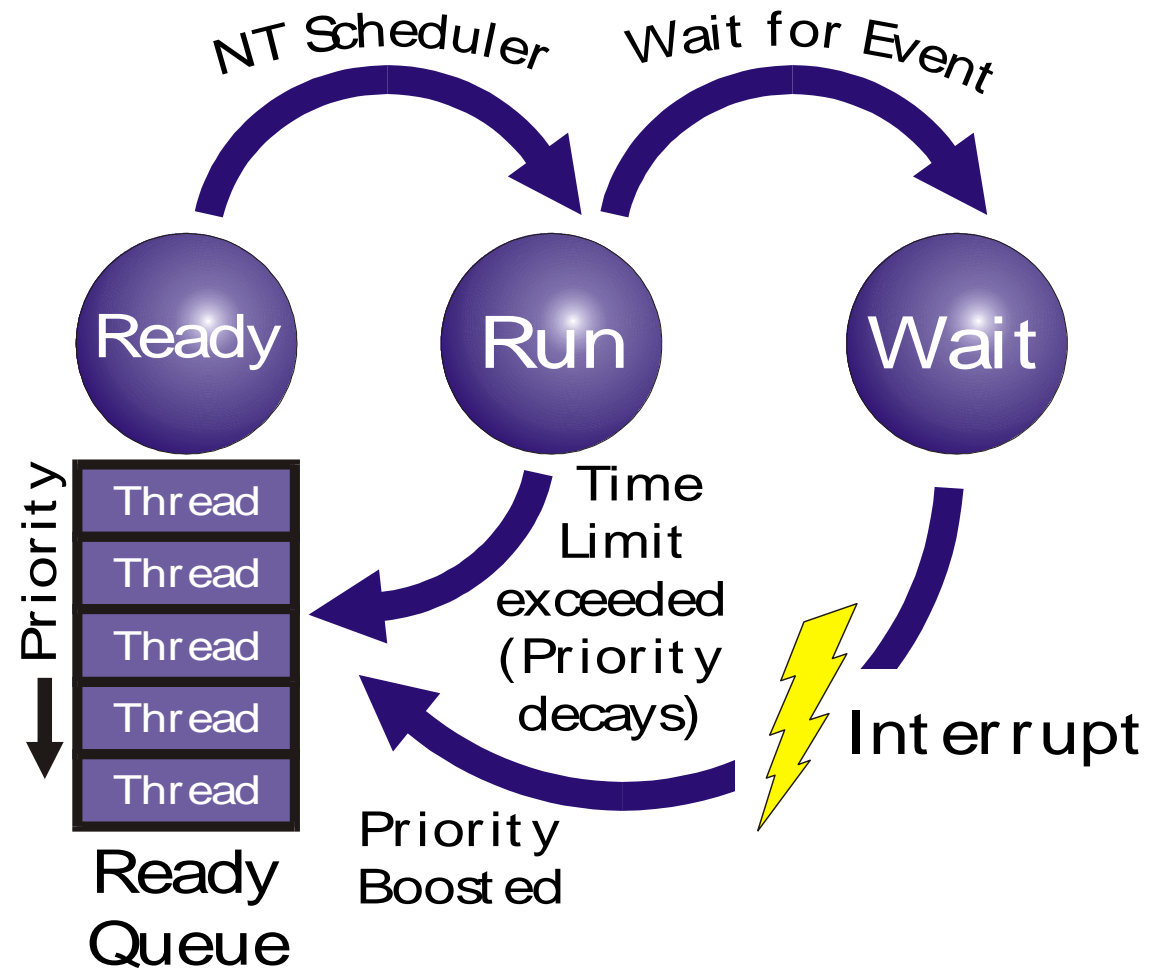 NT Scheduler
Wait for Event
Ready
Run
Wait
Priority
Thread
Thread
Thread
Thread
Thread
Ready
Queue
Time
Limit
exceeded
(Priority
decays)
Interrupt
Priority
Boosted